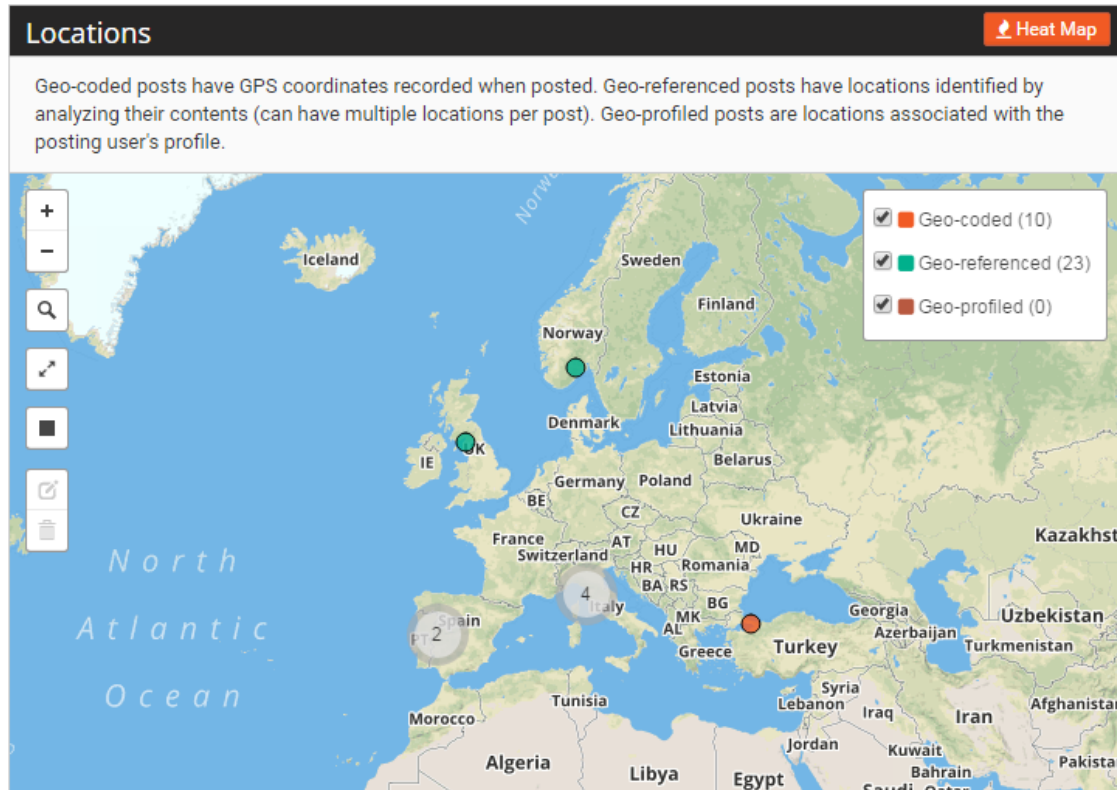 Locations
Heat Map
Geo-coded posts have GPS coordinates recorded when posted. Geo-referenced posts have locations identified by
analyzing their contents (can have multiple locations per post). Geo-profiled posts are locations associated with the
posting user's profile.
+
−
Geo-coded (10)
Geo-referenced (23)
Geo-profiled (0)
Iceland
Sweden
Finland
Norway
Estonia
Latvia
Denmark
Lithuania
UK
IE
Belarus
Germany
Poland
BE
CZ
Ukraine
France
Kazakhst
Switzerland
AT
HU
MD
HR
Romania
BA
RS
4
Italy
BG
Georgia
Uzbekistan
MK
Spain
2
PT
AL
Azerbaijan
Greece
Turkey
Turkmenistan
North
Atlantic
Ocean
Syria
Tunisia
Lebanon
Afghanistan
Morocco
Iraq
Iran
Jordan
Kuwait
Algeria
Pakista
Libya
Egypt
Bahrain